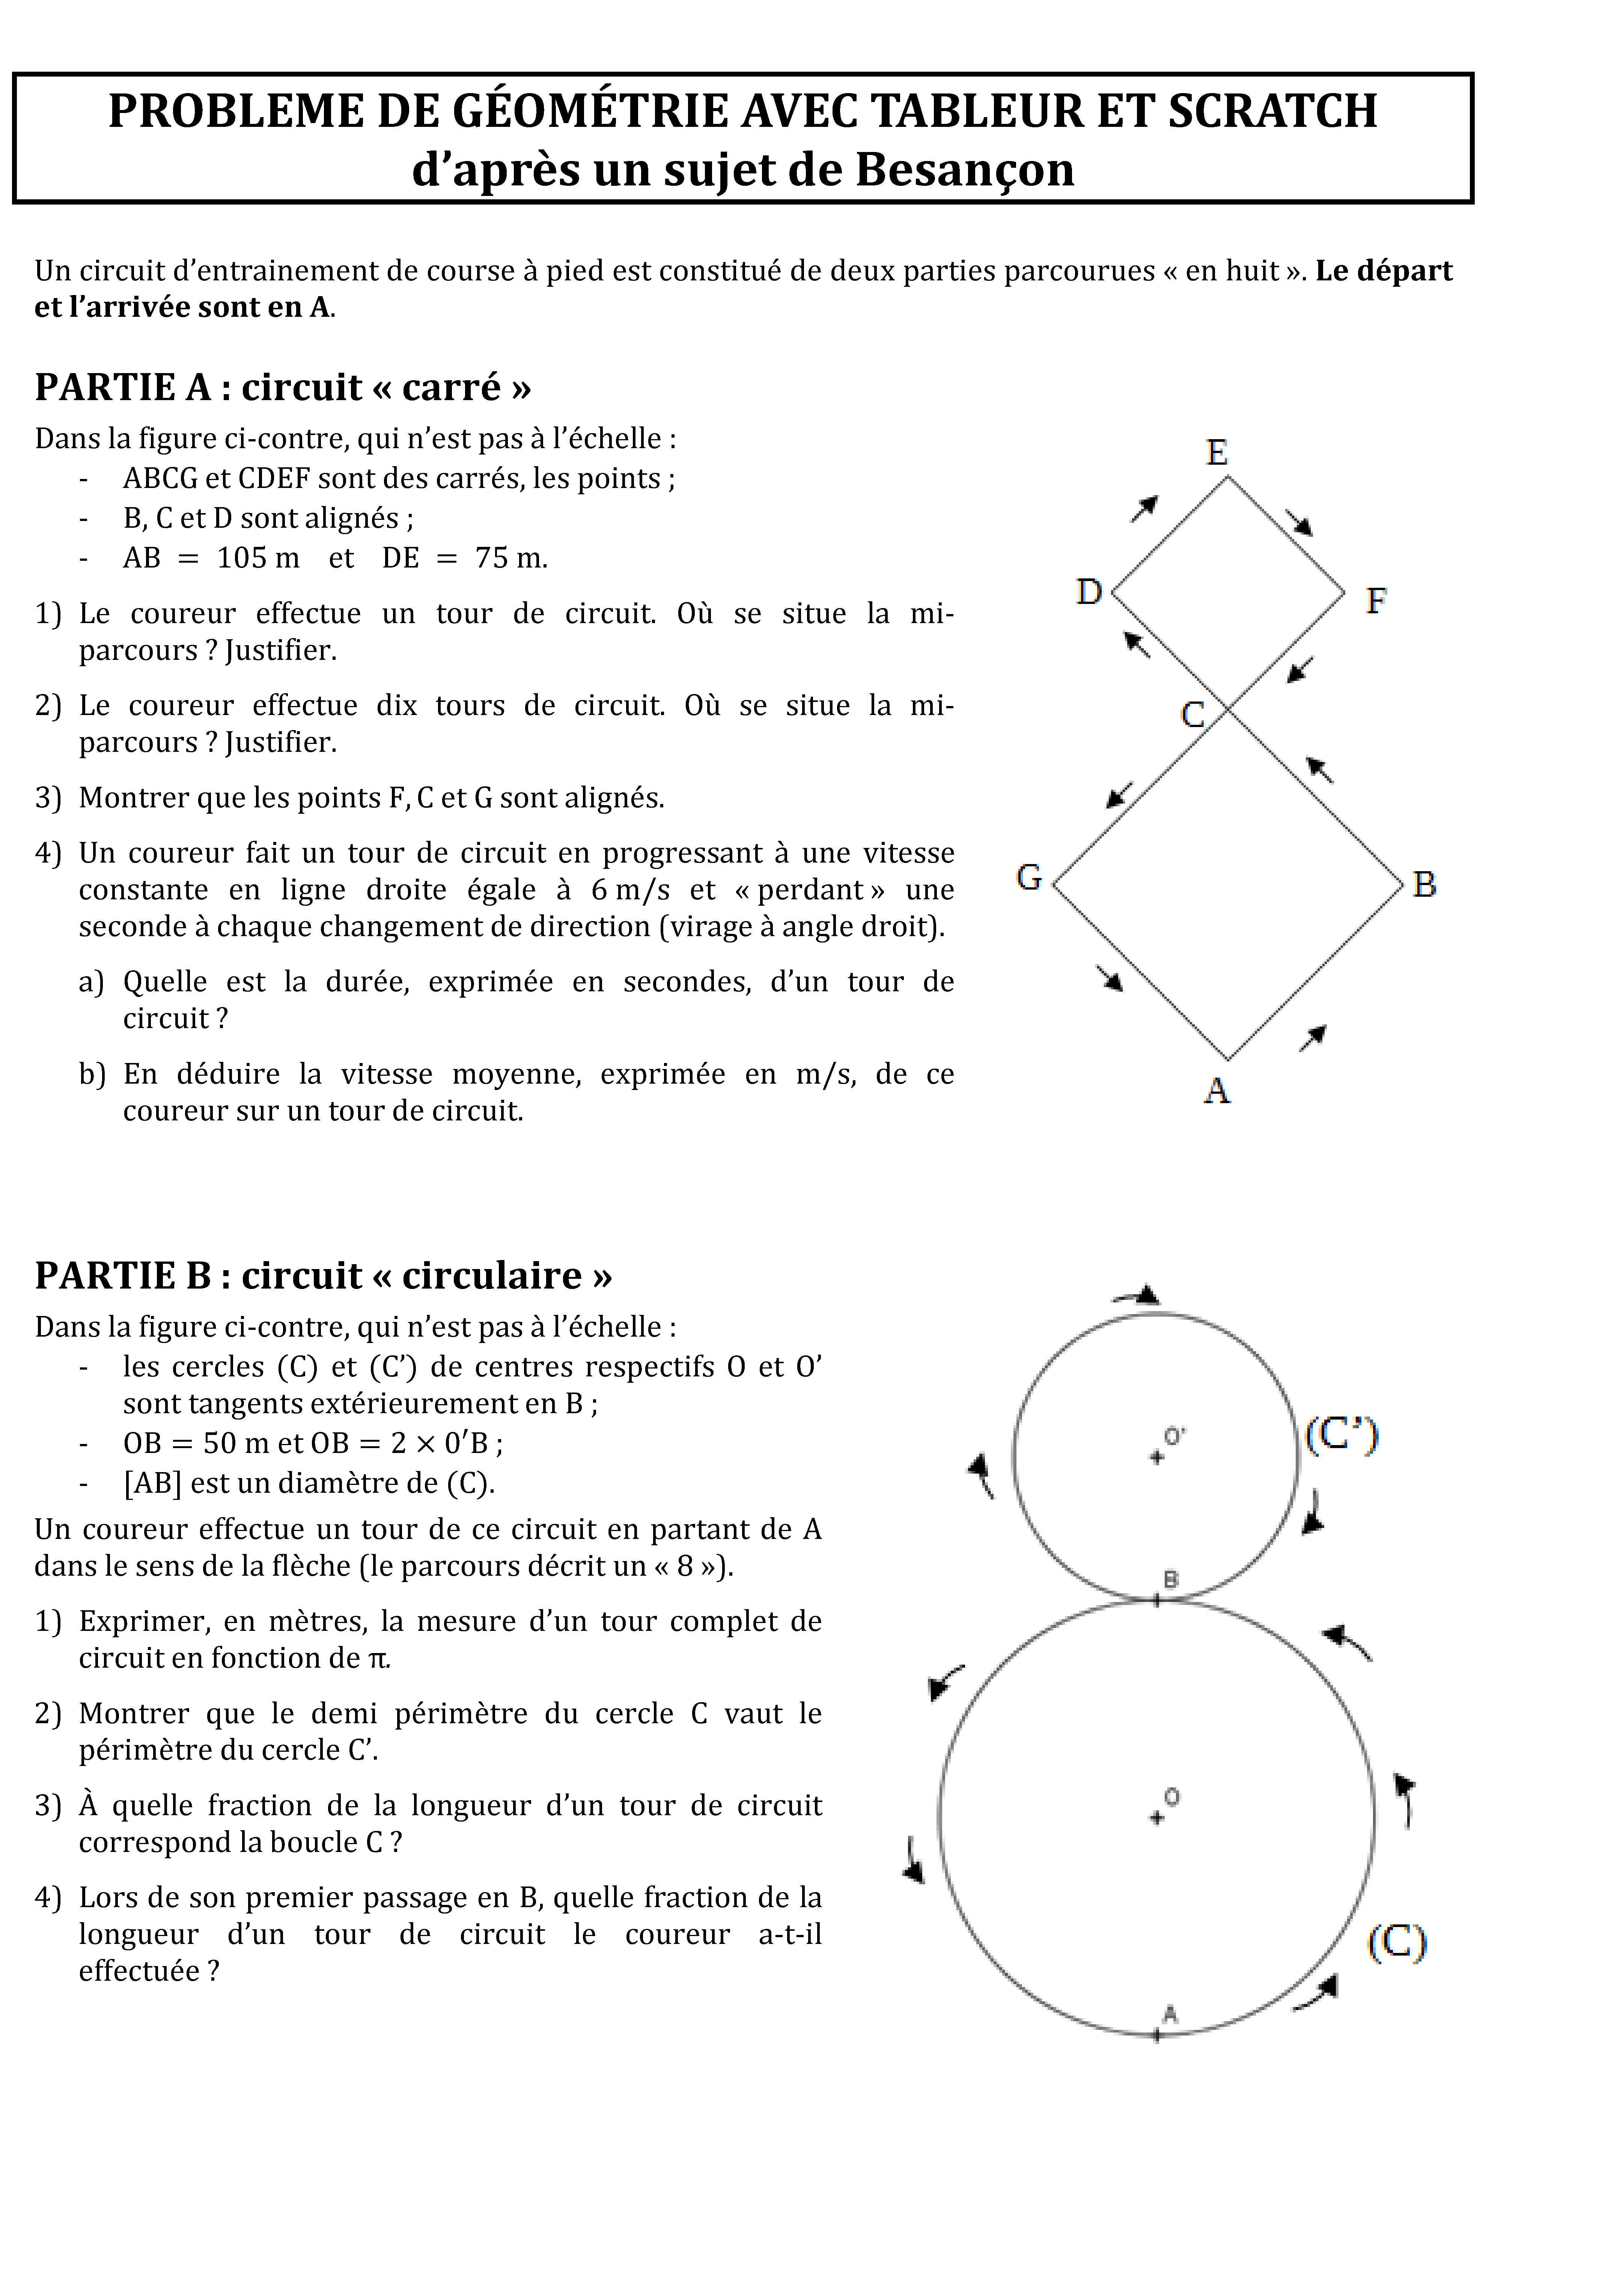 PROBLEME DE GÉOMÉTRIE AVEC TABLEUR ET SCRATCH
d’après un sujet de Besançon
Un circuit d’entrainement de course à pied est constitué de deux parties parcourues « en huit ». Le départ
et l’arrivée sont en A.
PARTIE A : circuit « carré »
Dans la figure ci-contre, qui n’est pas à l’échelle :
- ABCG et CDEF sont des carrés, les points ;
- B, C et D sont alignés ;
- AB = 105 m et DE = 75 m.
1) Le coureur effectue un tour de circuit. Où se situe la mi-
parcours ? Justifier.
2) Le coureur effectue dix tours de circuit. Où se situe la mi-
parcours ? Justifier.
3) Montrer que les points F, C et G sont alignés.
4) Un coureur fait un tour de circuit en progressant à une vitesse
constante en ligne droite égale à 6 m/s et « perdant » une
seconde à chaque changement de direction (virage à angle droit).
a) Quelle est la durée, exprimée en secondes, d’un tour de
circuit ?
b) En déduire la vitesse moyenne, exprimée en m/s, de ce
coureur sur un tour de circuit.
E
D
F
C
G
B
A
PARTIE B : circuit « circulaire »
Dans la figure ci-contre, qui n’est pas à l’échelle :
- les cercles (C) et (C’) de centres respectifs O et O’
sont tangents extérieurement en B ;
- OB = 50 m et OB = 2 × 0′B ;
- [AB] est un diamètre de (C).
Un coureur effectue un tour de ce circuit en partant de A
dans le sens de la flèche (le parcours décrit un « 8 »).
1) Exprimer, en mètres, la mesure d’un tour complet de
circuit en fonction de π.
2) Montrer que le demi périmètre du cercle C vaut le
périmètre du cercle C’.
3) À quelle fraction de la longueur d’un tour de circuit
correspond la boucle C ?
4) Lors de son premier passage en B, quelle fraction de la
longueur d’un tour de circuit le coureur a-t-il
effectuée ?
(C’)
O'
B
O
(C)
A